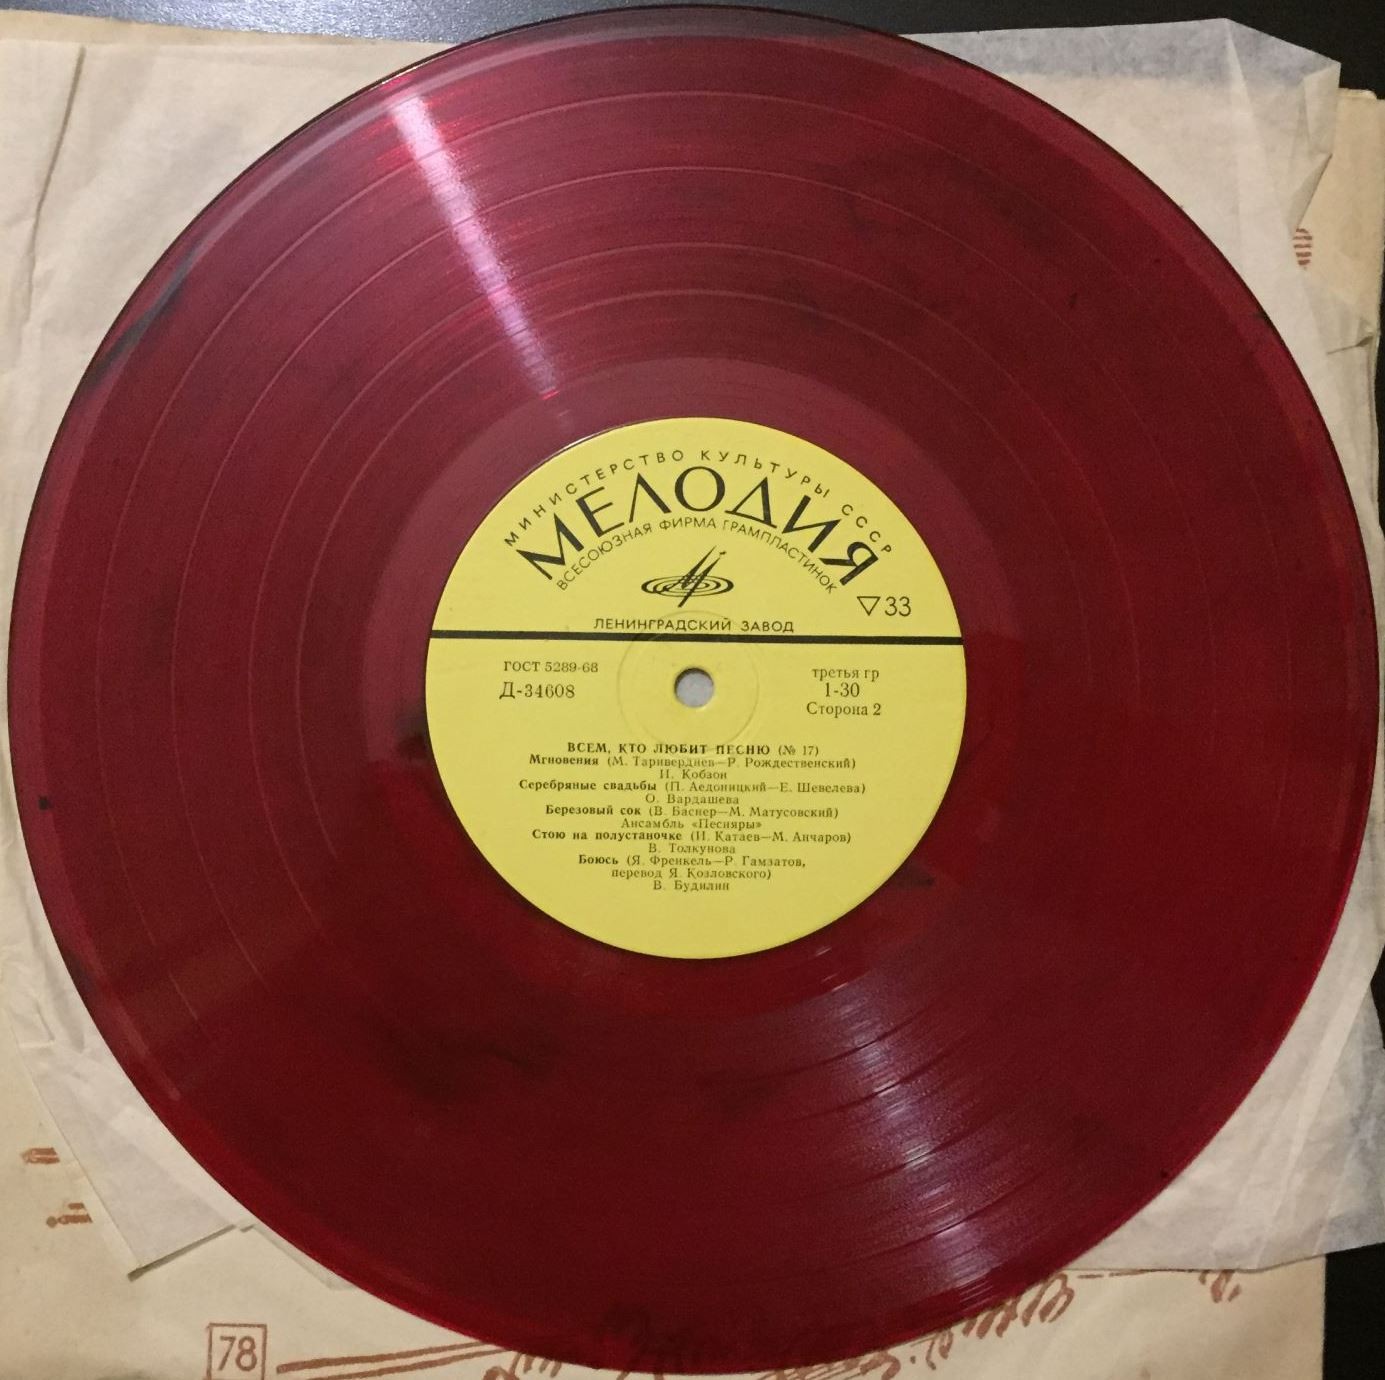 МИНИСТЕРСТВО КУЛЬТУРЫ СССР
МЕЛОДИЯ
ВСЕСОЮЗНАЯ ФИРМА ГРАМПЛАСТИНОК
▽33
ЛЕНИНГРАДСКИЙ ЗАВОД
ГОСТ 5289-68
Д-34608
третья гр
1-30
Сторона 2
ВСЕМ, КТО ЛЮБИТ ПЕСНЮ (№ 17)
Мгновения (М. Таривердиев—Р. Рождественский)
И. Кобзон
Серебряные свадьбы (П. Аедоницкий—Е. Шевелева)
О. Вардашева
Березовый сок (В. Баснер—М. Матусовский)
Ансамбль «Песняры»
Стою на полустаночке (И. Катаев—М. Анчаров)
В. Толкунова
Боюсь (Я. Френкель—Р. Гамзатов,
перевод Я. Козловского)
В. Будилин
78